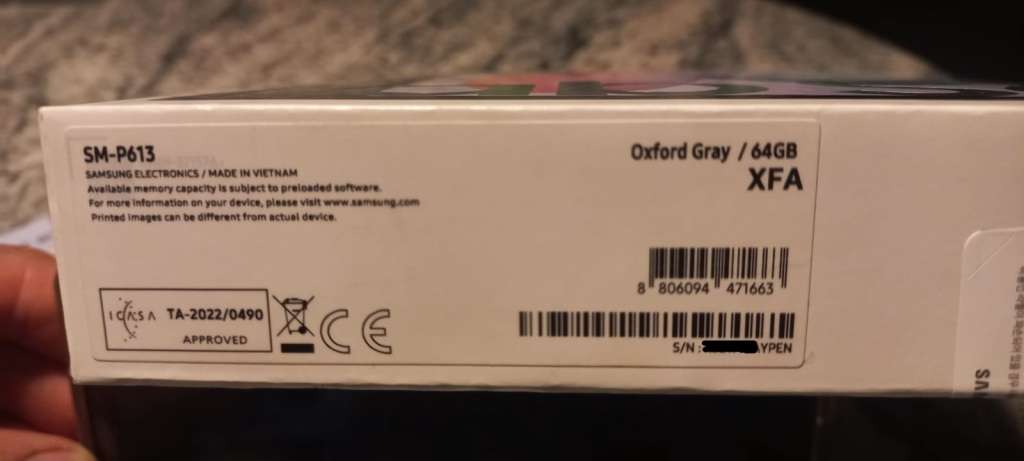 SM-P613
SAMSUNG ELECTRONICS / MADE IN VIETNAM
Available memory capacity is subject to preloaded software.
For more information on your device, please visit www.samsung.com
Printed images can be different from actual device.
Oxford Gray / 64GB
XFA
8 806094 471663
ICASA TA-2022/0490
APPROVED
CE
S/N : YPEN